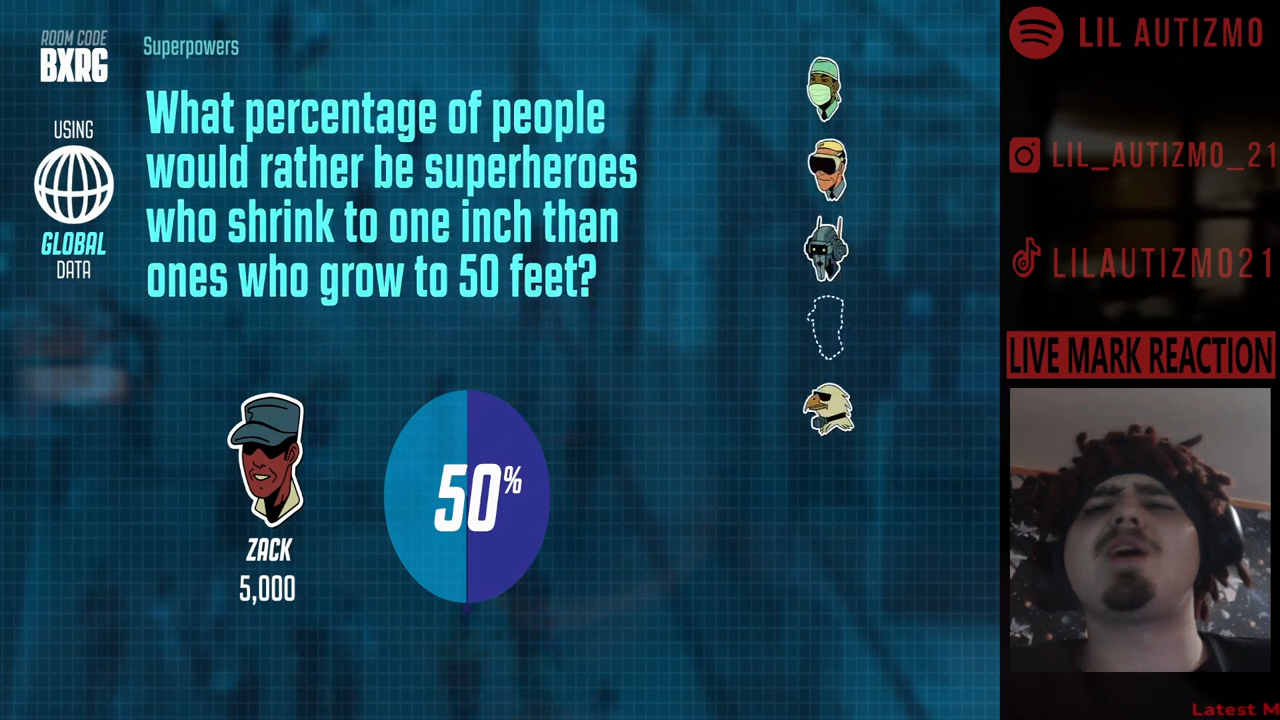 ROOM CODE
BXRG
Superpowers
USING
GLOBAL
DATA
What percentage of people
would rather be superheroes
who shrink to one inch than
ones who grow to 50 feet?
ZACK
5,000
50%
LIL AUTIZMO
LIL_AUTIZMO_21
LILAUTIZMO21
LIVE MARK REACTION
Latest M